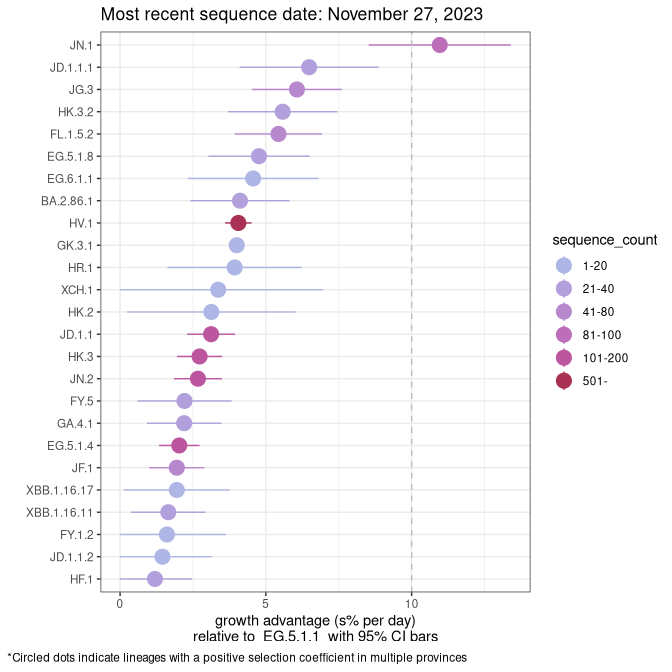 Most recent sequence date: November 27, 2023
JN.1
JD.1.1.1
JG.3
HK.3.2
FL.1.5.2
EG.5.1.8
EG.6.1.1
BA.2.86.1
HV.1
GK.3.1
HR.1
XCH.1
HK.2
JD.1.1
HK.3
JN.2
FY.5
GA.4.1
EG.5.1.4
JF.1
XBB.1.16.17
XBB.1.16.11
FY.1.2
JD.1.1.2
HF.1
0 5 10
growth advantage (s% per day)
relative to EG.5.1.1 with 95% CI bars
sequence_count
1-20
21-40
41-80
81-100
101-200
501-
*Circled dots indicate lineages with a positive selection coefficient in multiple provinces